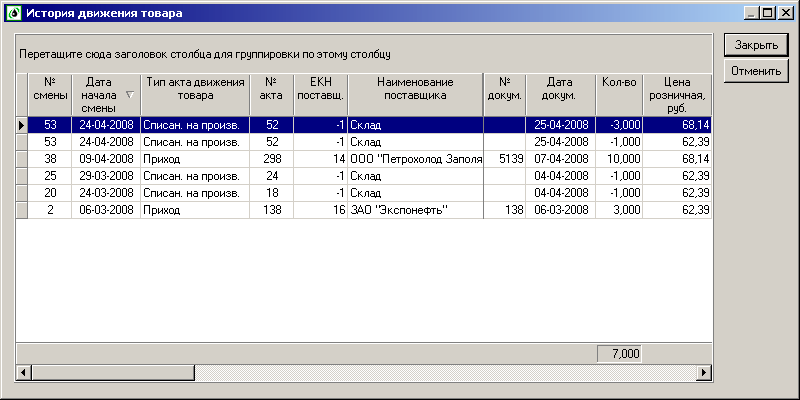 История движения товара
Закрыть
Отменить
Перетащите сюда заголовок столбца для группировки по этому столбцу
№ смены Дата начала смены Тип акта движения товара № акта ЕКН поставщ. Наименование поставщика № докум. Дата докум. Кол-во Цена розничная, руб.
53 24-04-2008 Списан. на произв. 52 -1 Склад 25-04-2008 -3,000 68,14
53 24-04-2008 Списан. на произв. 52 -1 Склад 25-04-2008 -1,000 62,39
38 09-04-2008 Приход 298 14 ООО "Петрохолод Заполя 5139 07-04-2008 10,000 68,14
25 29-03-2008 Списан. на произв. 24 -1 Склад 04-04-2008 -1,000 62,39
20 24-03-2008 Списан. на произв. 18 -1 Склад 04-04-2008 -1,000 62,39
2 06-03-2008 Приход 138 16 ЗАО "Экспонефть" 138 06-03-2008 3,000 62,39
7,000